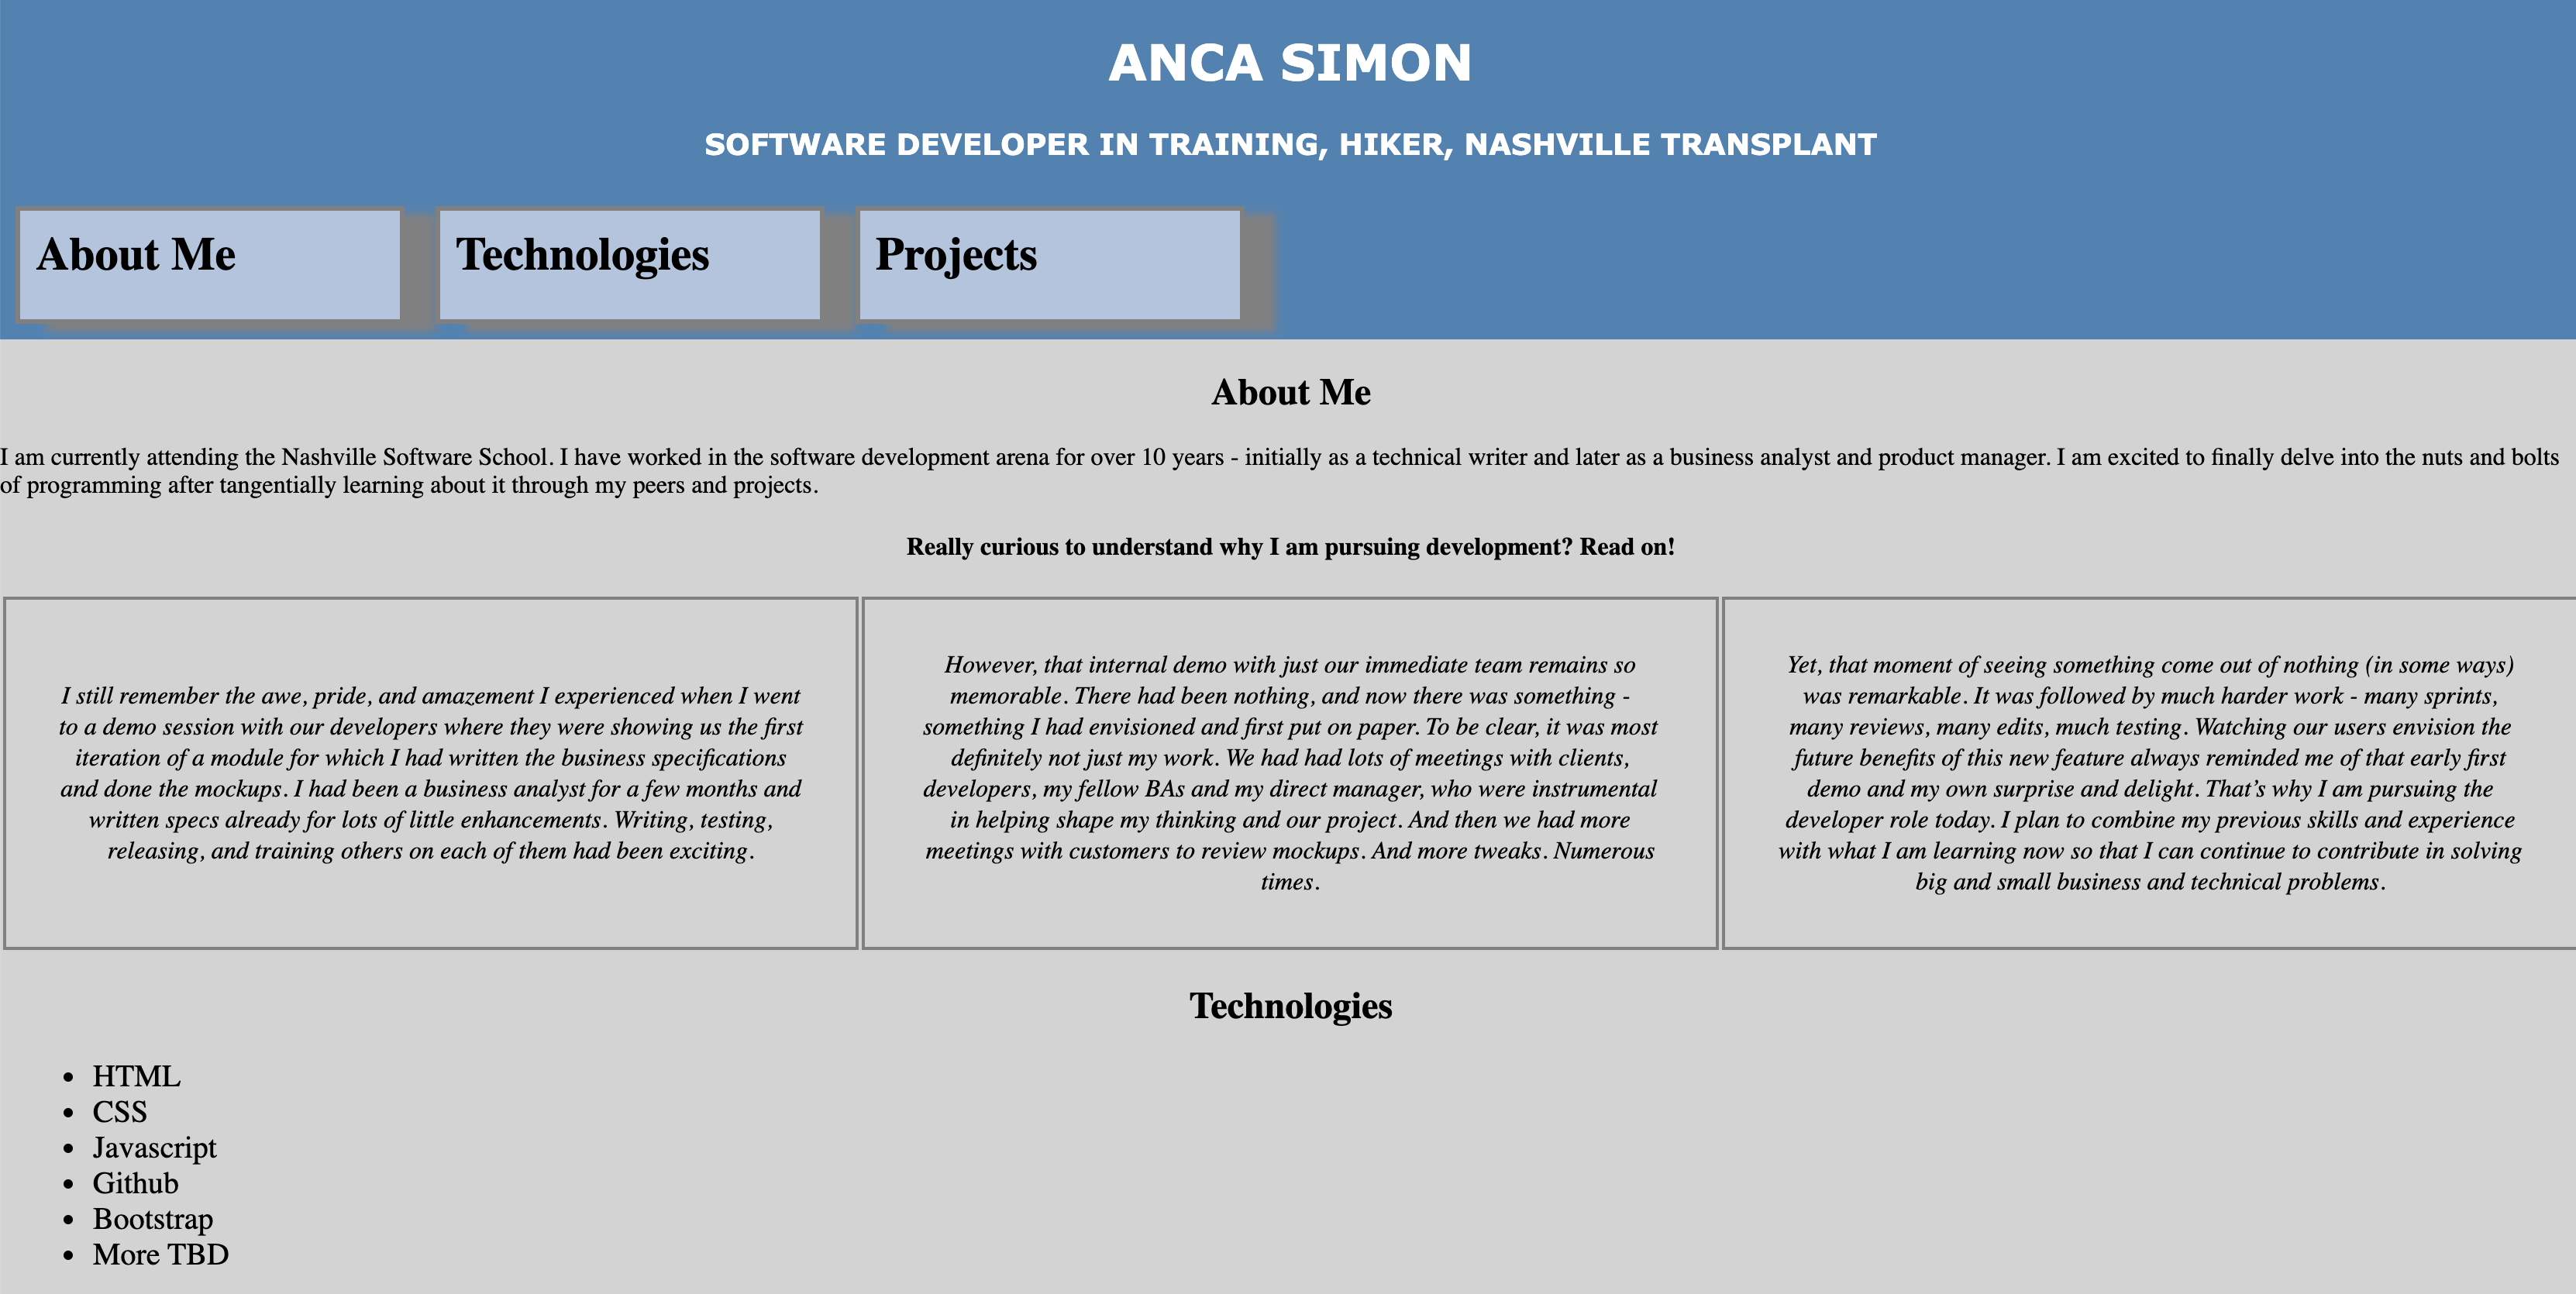 ANCA SIMON
SOFTWARE DEVELOPER IN TRAINING, HIKER, NASHVILLE TRANSPLANT
About Me
Technologies
Projects
About Me
I am currently attending the Nashville Software School. I have worked in the software development arena for over 10 years - initially as a technical writer and later as a business analyst and product manager. I am excited to finally delve into the nuts and bolts
of programming after tangentially learning about it through my peers and projects.
Really curious to understand why I am pursuing development? Read on!
I still remember the awe, pride, and amazement I experienced when I went
to a demo session with our developers where they were showing us the first
iteration of a module for which I had written the business specifications
and done the mockups. I had been a business analyst for a few months and
written specs already for lots of little enhancements. Writing, testing,
releasing, and training others on each of them had been exciting.
However, that internal demo with just our immediate team remains so
memorable. There had been nothing, and now there was something -
something I had envisioned and first put on paper. To be clear, it was most
definitely not just my work. We had had lots of meetings with clients,
developers, my fellow BAs and my direct manager, who were instrumental
in helping shape my thinking and our project. And then we had more
meetings with customers to review mockups. And more tweaks. Numerous
times.
Yet, that moment of seeing something come out of nothing (in some ways)
was remarkable. It was followed by much harder work - many sprints,
many reviews, many edits, much testing. Watching our users envision the
future benefits of this new feature always reminded me of that early first
demo and my own surprise and delight. That’s why I am pursuing the
developer role today. I plan to combine my previous skills and experience
with what I am learning now so that I can continue to contribute in solving
big and small business and technical problems.
Technologies
• HTML
• CSS
• Javascript
• Github
• Bootstrap
• More TBD